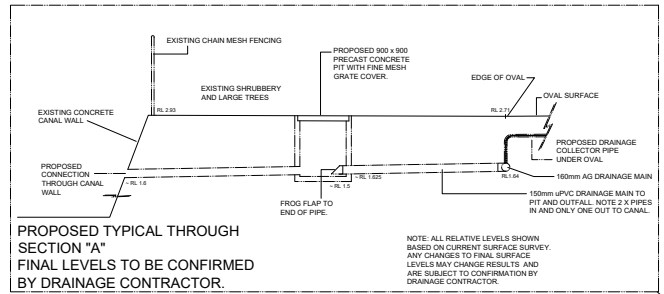 EXISTING CHAIN MESH FENCING
PROPOSED 900 x 900
PRECAST CONCRETE
PIT WITH FINE MESH
GRATE COVER.
EDGE OF OVAL
OVAL SURFACE
EXISTING SHRUBBERY
AND LARGE TREES
RL 2.93
RL 2.71
EXISTING CONCRETE
CANAL WALL
PROPOSED DRAINAGE
COLLECTOR PIPE
UNDER OVAL
PROPOSED
CONNECTION
THROUGH CANAL
WALL
~ RL 1.6
~ RL 1.5
~ RL 1.625
RL1.64
160mm AG DRAINAGE MAIN
FROG FLAP TO
END OF PIPE.
150mm uPVC DRAINAGE MAIN TO
PIT AND OUTFALL. NOTE 2 X PIPES
IN AND ONLY ONE OUT TO CANAL.
PROPOSED TYPICAL THROUGH
SECTION "A"
FINAL LEVELS TO BE CONFIRMED
BY DRAINAGE CONTRACTOR.
NOTE: ALL RELATIVE LEVELS SHOWN
BASED ON CURRENT SURFACE SURVEY.
ANY CHANGES TO FINAL SURFACE
LEVELS MAY CHANGE RESULTS AND
ARE SUBJECT TO CONFIRMATION BY
DRAINAGE CONTRACTOR.